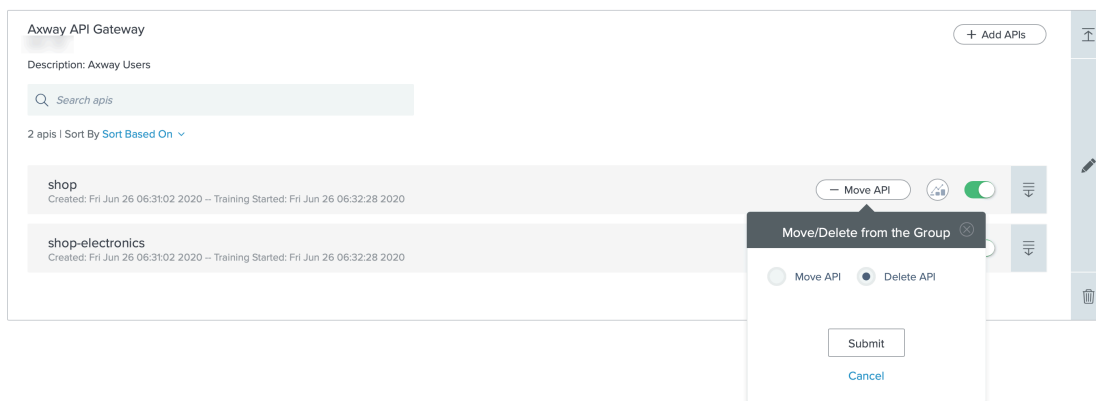 Axway API Gateway
+ Add APIs
Description: Axway Users
Search apis
2 apis | Sort By Sort Based On
shop
Created: Fri Jun 26 06:31:02 2020 -- Training Started: Fri Jun 26 06:32:28 2020
− Move API
shop-electronics
Created: Fri Jun 26 06:31:02 2020 -- Training Started: Fri Jun 26 06:32:28 2020
Move/Delete from the Group
Move API Delete API
Submit
Cancel